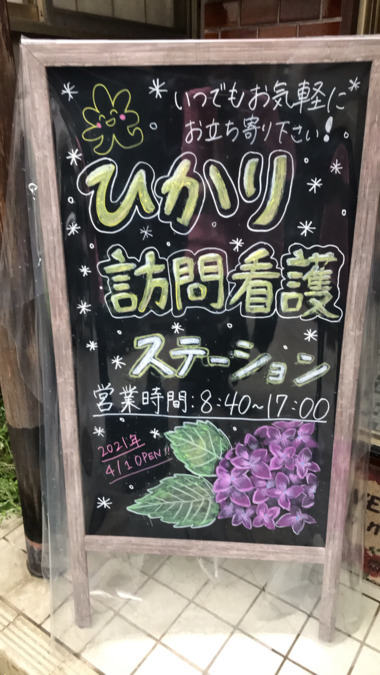 光
いつでもお気軽に
お立ち寄り下さい!
ひかり
訪問看護
ステーション
営業時間:8:40~17:00
2021年
4/1 OPEN!!